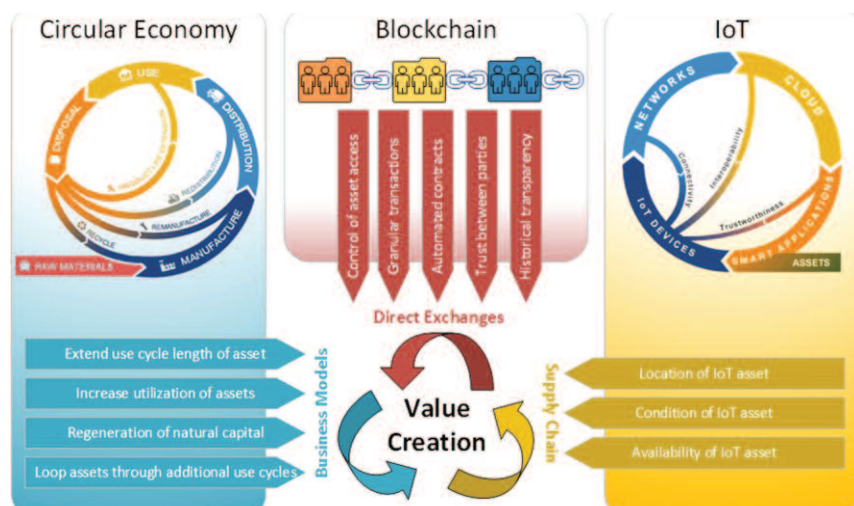 Circular Economy
Blockchain
IoT
USE
DISPOSAL
DISTRIBUTION
REDISTRIBUTION
REMANUFACTURE
RECYCLE
MANUFACTURE
RAW MATERIALS
NETWORKS
CLOUD
Connectivity
Interoperability
Trustworthiness
IoT DEVICES
SMART APPLICATIONS
ASSETS
Control of asset access
Granular transactions
Automated contracts
Trust between parties
Historical transparency
Direct Exchanges
Extend use cycle length of asset
Increase utilization of assets
Regeneration of natural capital
Loop assets through additional use cycles
Business Models
Value
Creation
Supply Chain
Location of IoT asset
Condition of IoT asset
Availability of IoT asset